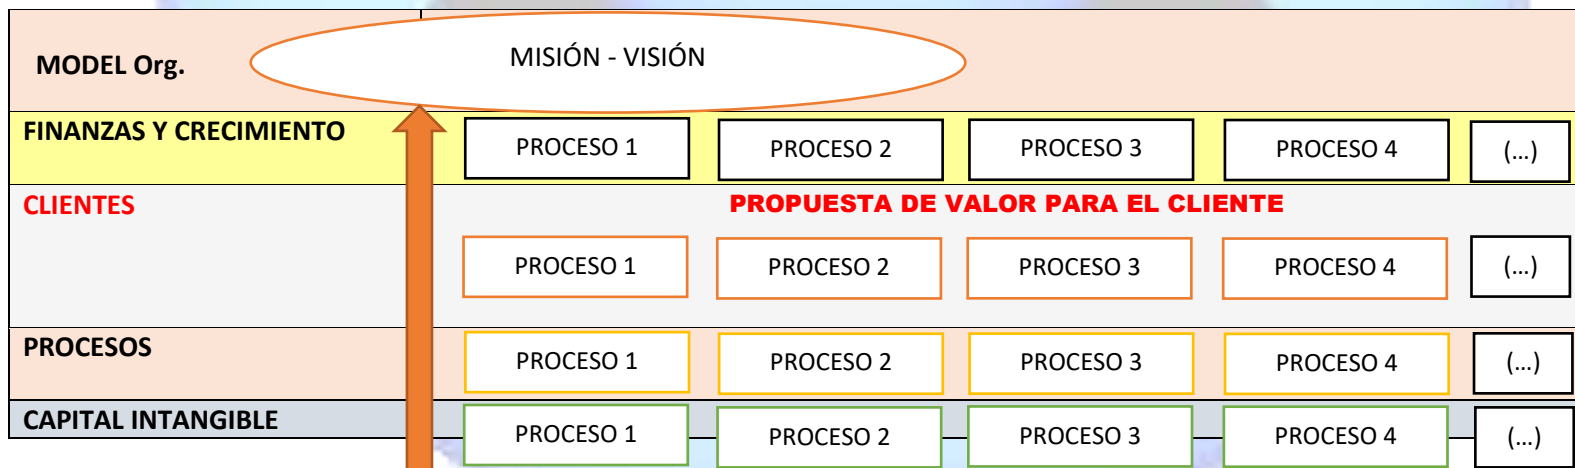 MODEL Org.
MISIÓN - VISIÓN
FINANZAS Y CRECIMIENTO
PROCESO 1
PROCESO 2
PROCESO 3
PROCESO 4
(...)
CLIENTES
PROPUESTA DE VALOR PARA EL CLIENTE
PROCESO 1
PROCESO 2
PROCESO 3
PROCESO 4
(...)
PROCESOS
PROCESO 1
PROCESO 2
PROCESO 3
PROCESO 4
(...)
CAPITAL INTANGIBLE
PROCESO 1
PROCESO 2
PROCESO 3
PROCESO 4
(...)